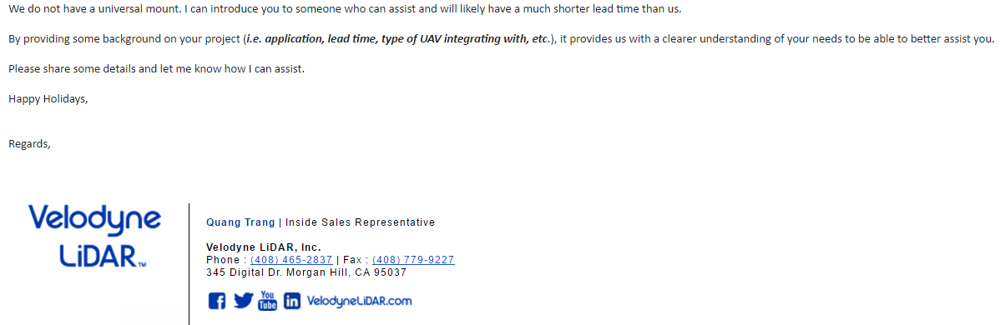 We do not have a universal mount. I can introduce you to someone who can assist and will likely have a much shorter lead time than us.
By providing some background on your project (i.e. application, lead time, type of UAV integrating with, etc.), it provides us with a clearer understanding of your needs to be able to better assist you.
Please share some details and let me know how I can assist.
Happy Holidays,
Regards,
Velodyne
LiDAR™
Quang Trang | Inside Sales Representative
Velodyne LiDAR, Inc.
Phone : (408) 465-2837 | Fax : (408) 779-9227
345 Digital Dr. Morgan Hill, CA 95037
f You Tube in VelodyneLiDAR.com